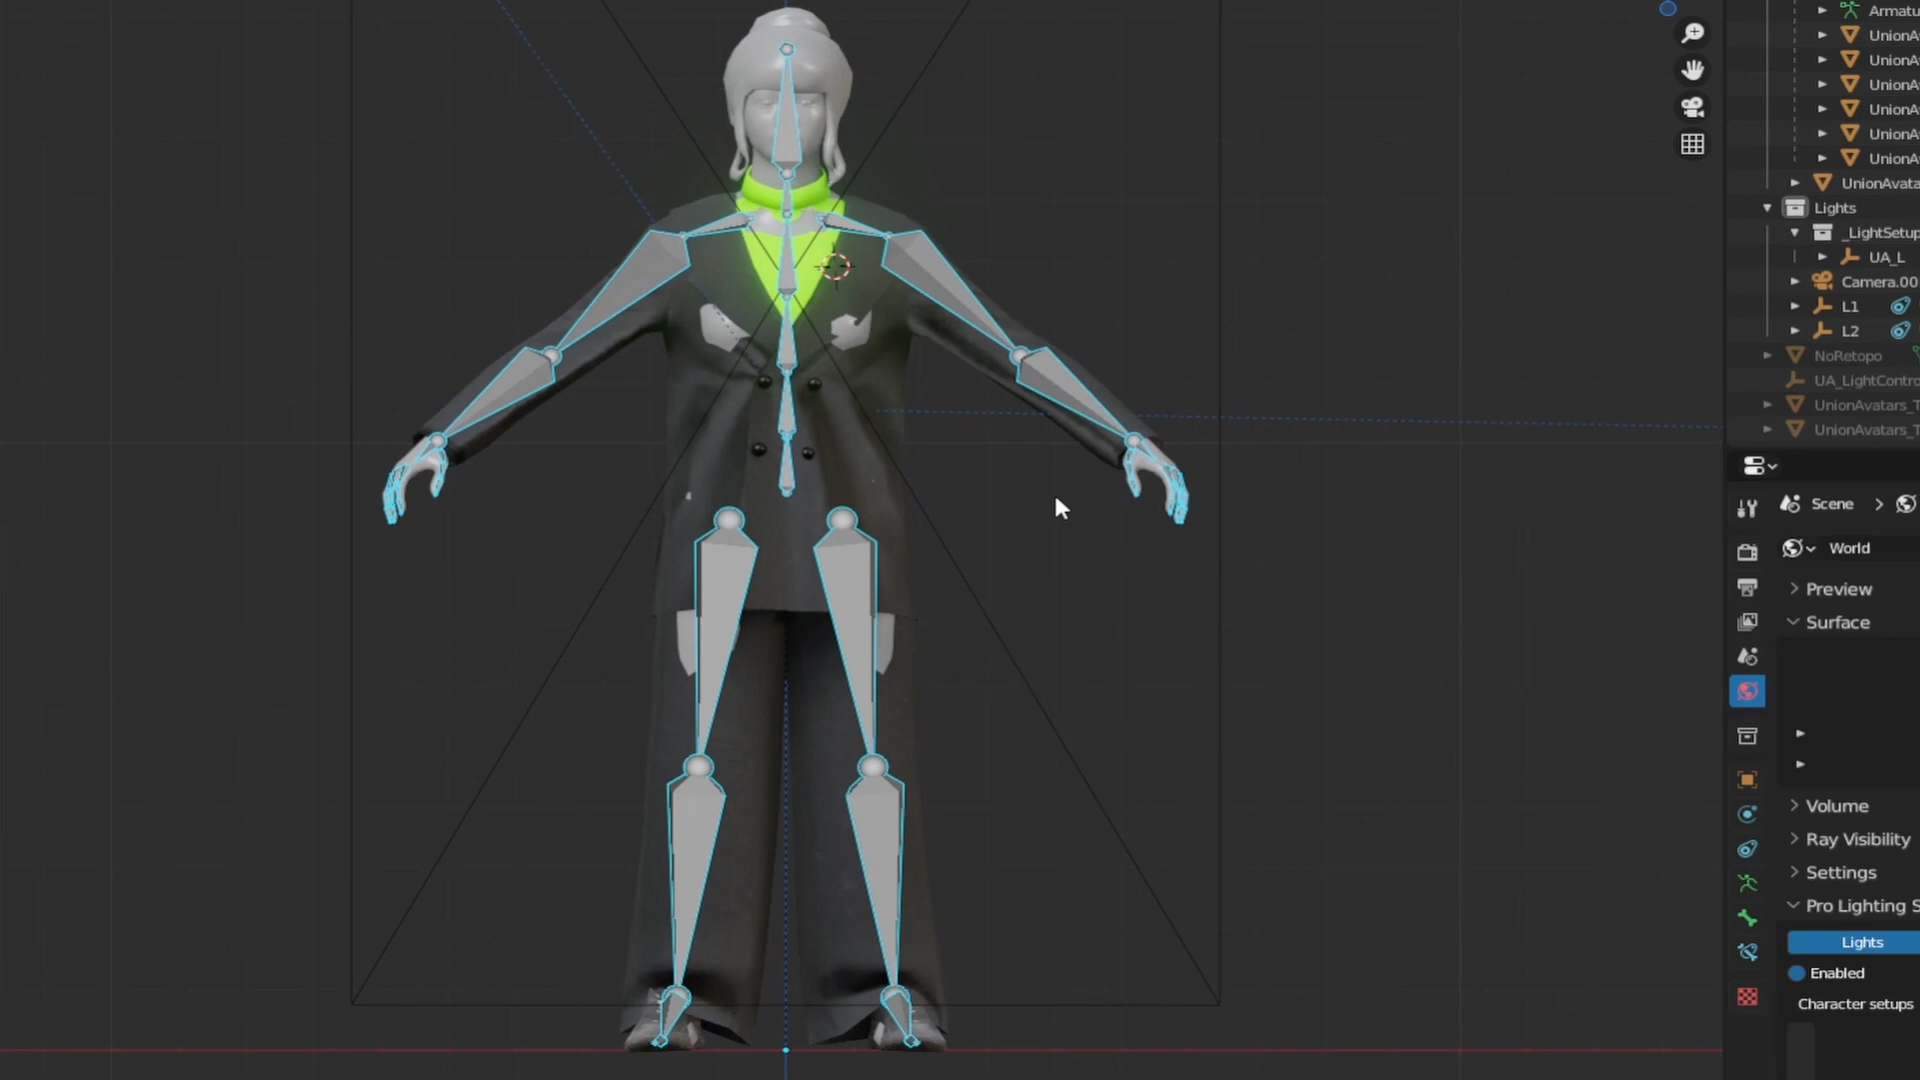 Armatu
UnionA
UnionA
UnionA
UnionA
UnionA
UnionA
UnionAvata
Lights
_LightSetup
UA_L
Camera.00
L1
L2
NoRetopo
UA_LightContro
UnionAvatars_T
UnionAvatars_T
Scene
World
Preview
Surface
Volume
Ray Visibility
Settings
Pro Lighting S
Lights
Enabled
Character setups